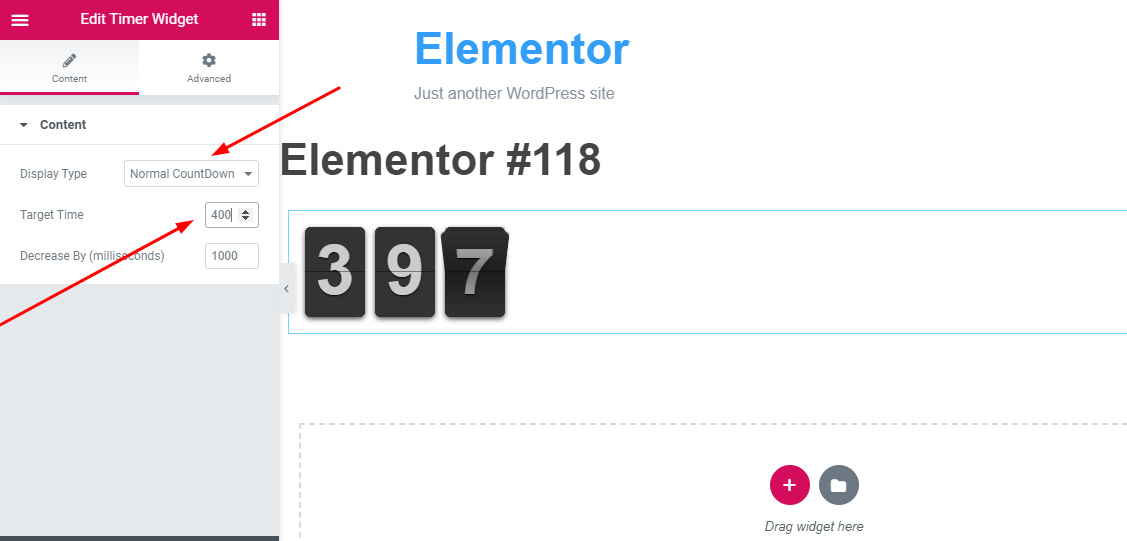 Edit Timer Widget
Content
Advanced
Content
Display Type
Normal CountDown
Target Time
400
Decrease By (milliseconds)
1000
Elementor
Just another WordPress site
Elementor #118
3 9 7
Drag widget here